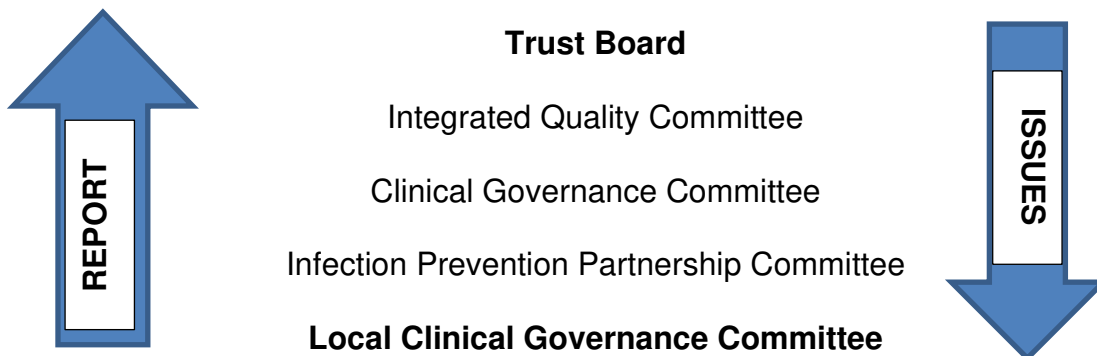 Trust Board
Integrated Quality Committee
Clinical Governance Committee
Infection Prevention Partnership Committee
Local Clinical Governance Committee
REPORT
ISSUES